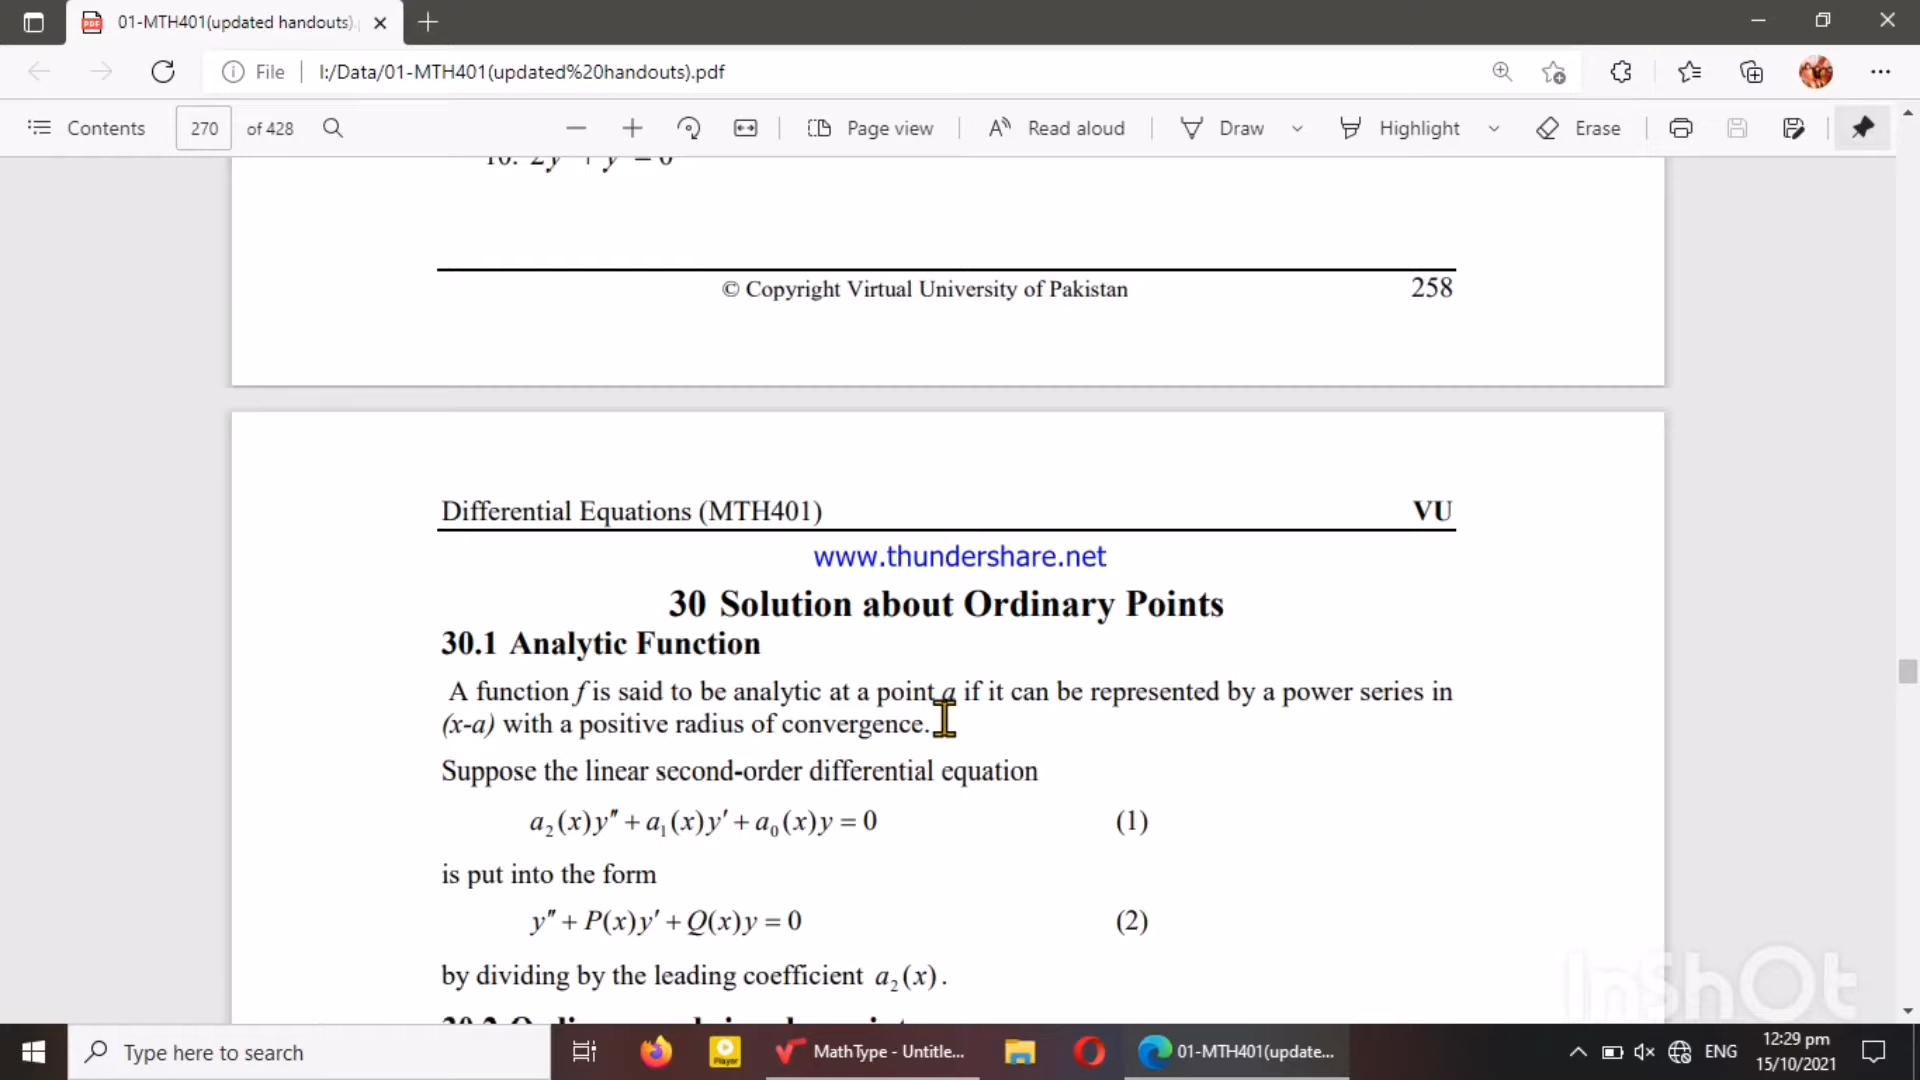 01-MTH401(updated handouts).
File
I:/Data/01-MTH401(updated%20handouts).pdf
Contents
270
of 428
Page view
Read aloud
Draw
Highlight
Erase
10. 2y + y = 0
© Copyright Virtual University of Pakistan 258
Differential Equations (MTH401) VU
www.thundershare.net
30 Solution about Ordinary Points
30.1 Analytic Function
A function f is said to be analytic at a point a if it can be represented by a power series in
(x-a) with a positive radius of convergence.
Suppose the linear second-order differential equation
a₂(x)y″ + a₁(x)y′ + a₀(x)y = 0 (1)
is put into the form
y″ + P(x)y′ + Q(x)y = 0 (2)
by dividing by the leading coefficient a₂(x).
InShOt
Type here to search
Player
MathType - Untitle...
01-MTH401(update...
ENG
12:29 pm
15/10/2021